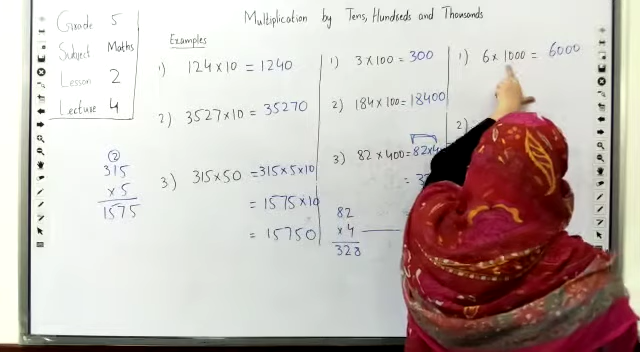 Multiplication by Tens, Hundreds and Thousands
Grade 5
Subject Maths
Lesson 2
Lecture 4
Examples
1) 124 × 10 = 1240
2) 3527 × 10 = 35270
3) 315 × 50 = 315 × 5 × 10
= 1575 × 10
= 15750
②
315
× 5
1575
1) 3 × 100 = 300
2) 184 × 100 = 18400
3) 82 × 400 = 82 × 4
=
82
× 4
328
1) 6 × 1000 = 6000
2)